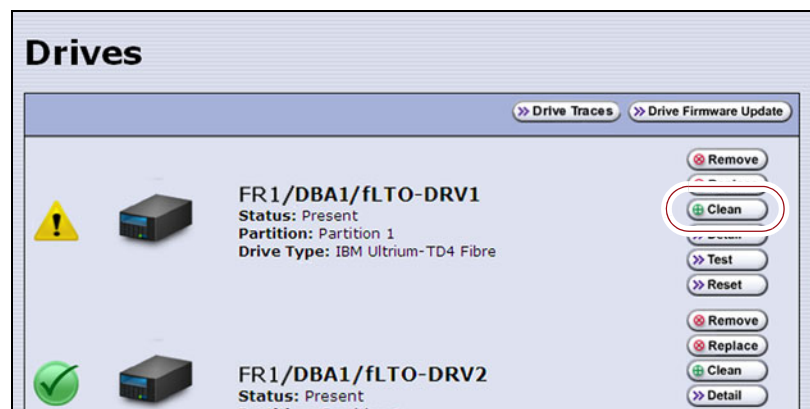 Drives
Drive Traces
Drive Firmware Update
Remove
FR1/DBA1/fLTO-DRV1
Status: Present
Partition: Partition 1
Drive Type: IBM Ultrium-TD4 Fibre
Clean
Detail
Test
Reset
Remove
Replace
FR1/DBA1/fLTO-DRV2
Status: Present
Clean
Detail